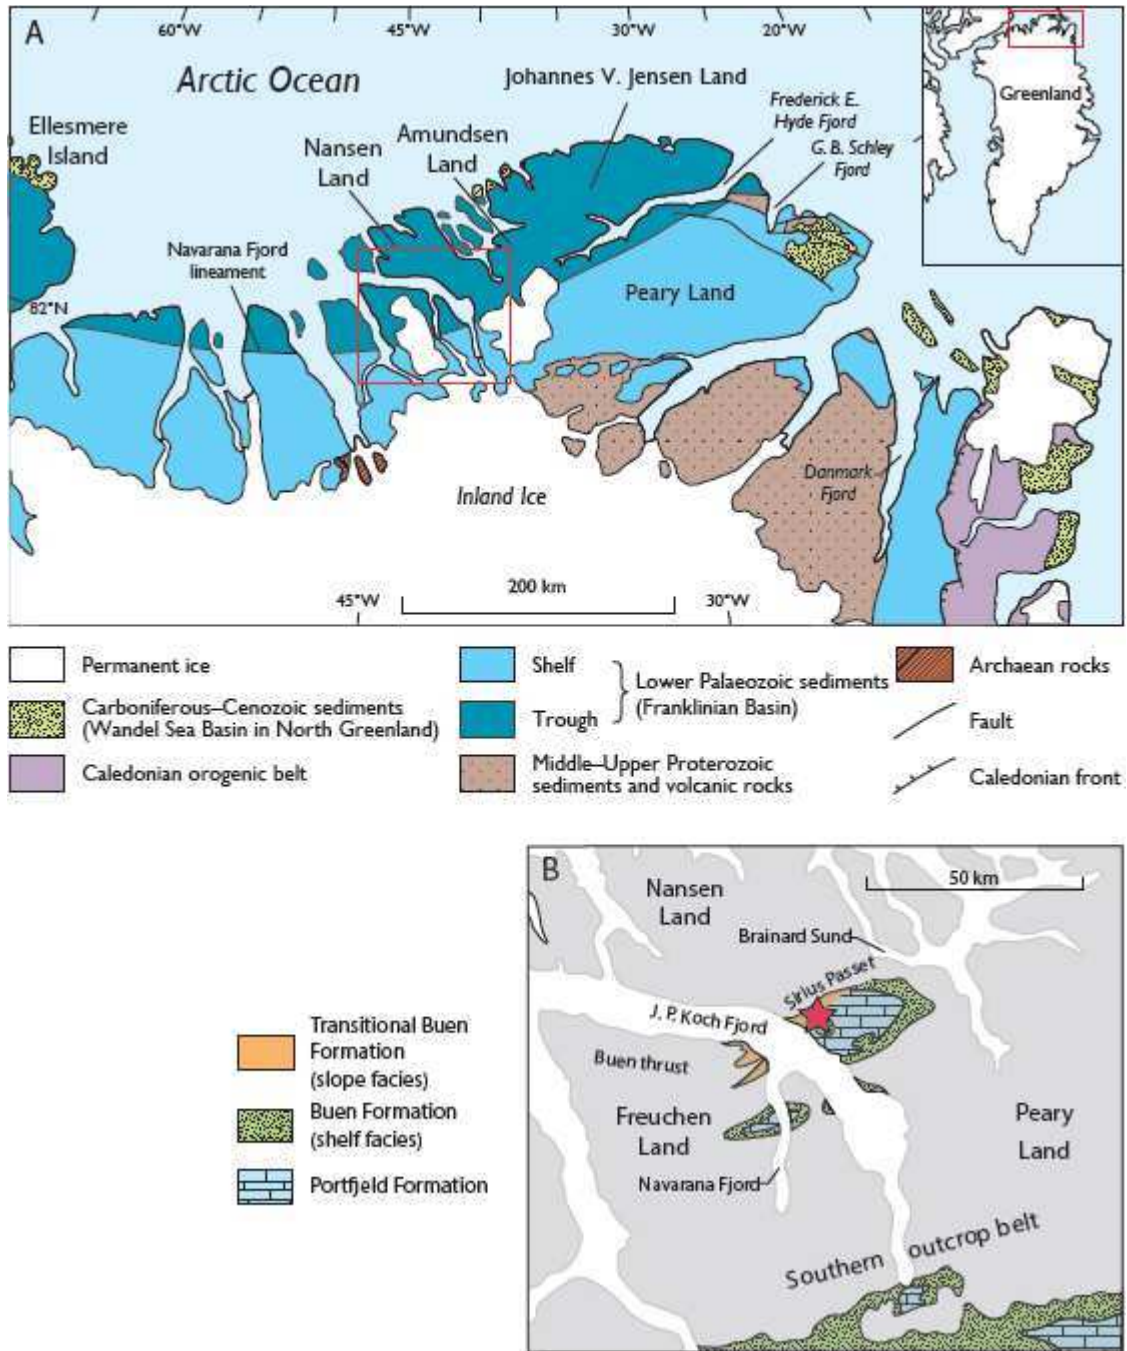 A
60°W
45°W
30°W
20°W
Arctic Ocean
Johannes V. Jensen Land
Greenland
Frederick E.
Hyde Fjord
G. B. Schley
Fjord
Ellesmere
Island
Amundsen
Land
Nansen
Land
Navarana Fjord
lineament
82°N
Peary Land
Inland Ice
Danmark
Fjord
45°W
200 km
30°W
Permanent ice
Carboniferous–Cenozoic sediments
(Wandel Sea Basin in North Greenland)
Caledonian orogenic belt
Shelf
Trough
Lower Palaeozoic sediments
(Franklinian Basin)
Middle–Upper Proterozoic
sediments and volcanic rocks
Archaean rocks
Fault
Caledonian front
B
50 km
Nansen
Land
Brainard Sund
Sirius Passet
J. P. Koch Fjord
Buen thrust
Freuchen
Land
Peary
Land
Navarana Fjord
Southern outcrop belt
Transitional Buen
Formation
(slope facies)
Buen Formation
(shelf facies)
Portfjeld Formation